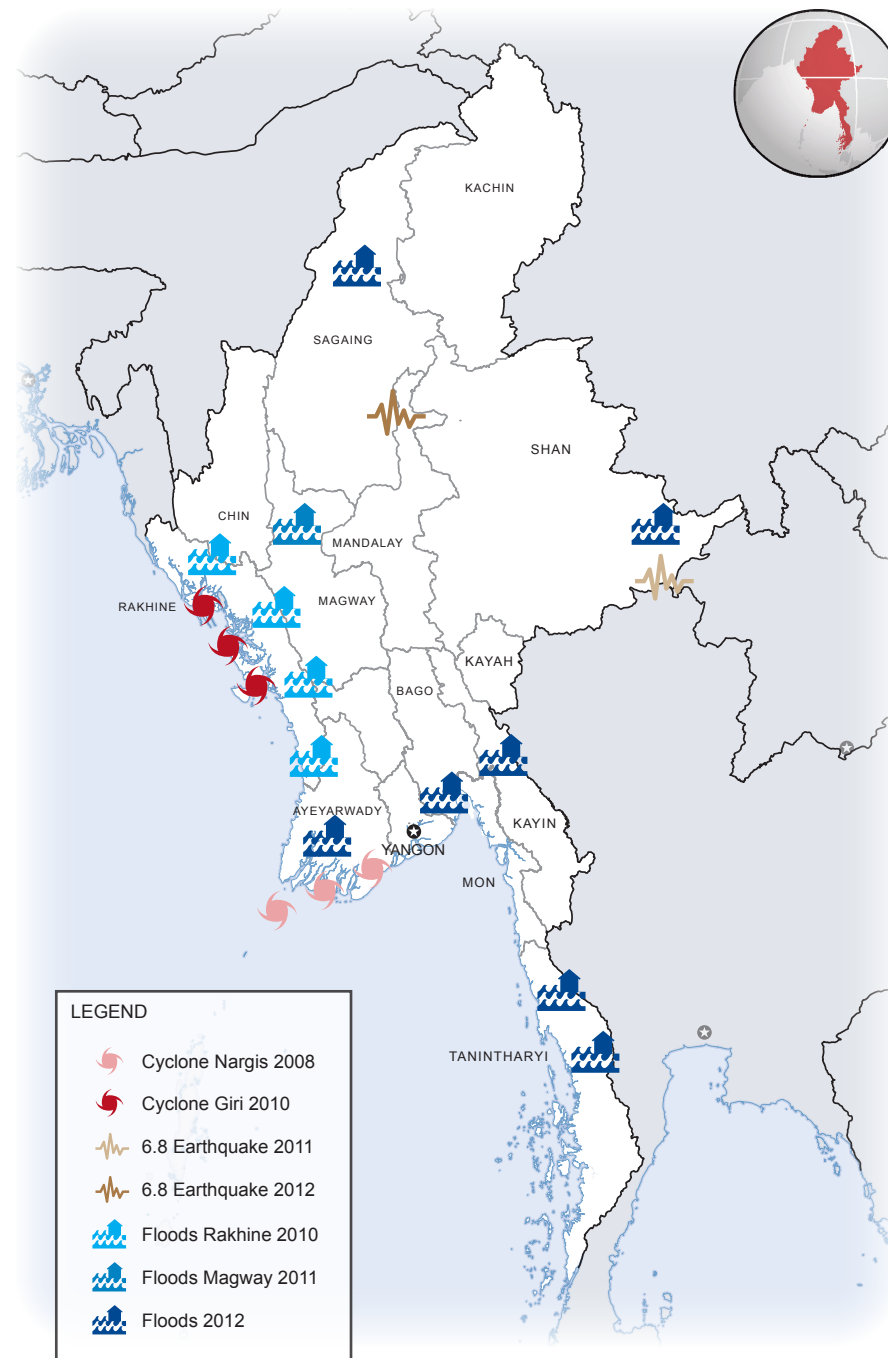 KACHIN
SAGAING
SHAN
CHIN
MANDALAY
RAKHINE
MAGWAY
KAYAH
BAGO
AYEYARWADY
KAYIN
YANGON
MON
TANINTHARYI
LEGEND
Cyclone Nargis 2008
Cyclone Giri 2010
6.8 Earthquake 2011
6.8 Earthquake 2012
Floods Rakhine 2010
Floods Magway 2011
Floods 2012